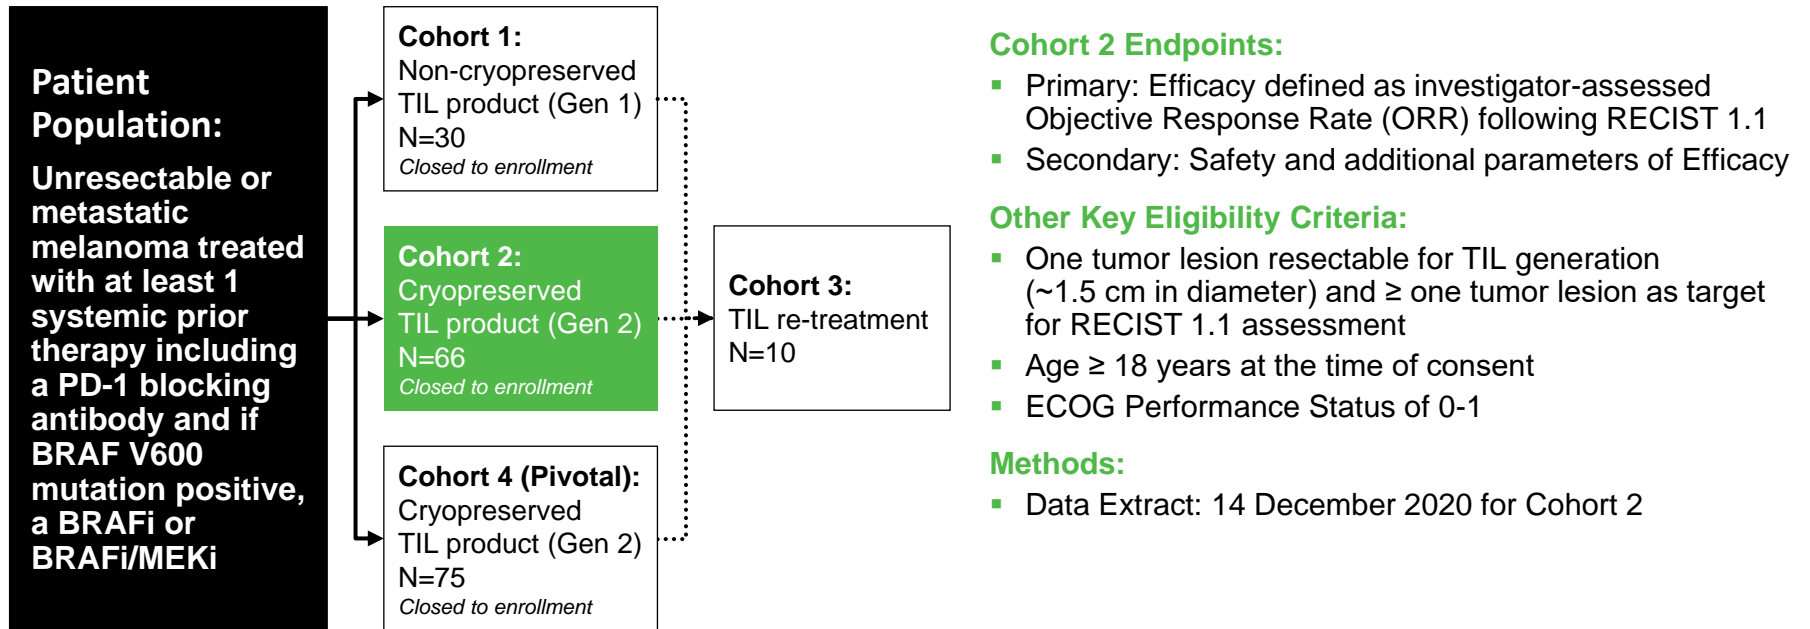 Patient
Population:
Unresectable or
metastatic
melanoma treated
with at least 1
systemic prior
therapy including
a PD-1 blocking
antibody and if
BRAF V600
mutation positive,
a BRAFi or
BRAFi/MEKi
Cohort 1:
Non-cryopreserved
TIL product (Gen 1)
N=30
Closed to enrollment
Cohort 2:
Cryopreserved
TIL product (Gen 2)
N=66
Closed to enrollment
Cohort 4 (Pivotal):
Cryopreserved
TIL product (Gen 2)
N=75
Closed to enrollment
Cohort 3:
TIL re-treatment
N=10
Cohort 2 Endpoints:
▪ Primary: Efficacy defined as investigator-assessed
Objective Response Rate (ORR) following RECIST 1.1
▪ Secondary: Safety and additional parameters of Efficacy
Other Key Eligibility Criteria:
▪ One tumor lesion resectable for TIL generation
(~1.5 cm in diameter) and ≥ one tumor lesion as target
for RECIST 1.1 assessment
▪ Age ≥ 18 years at the time of consent
▪ ECOG Performance Status of 0-1
Methods:
▪ Data Extract: 14 December 2020 for Cohort 2